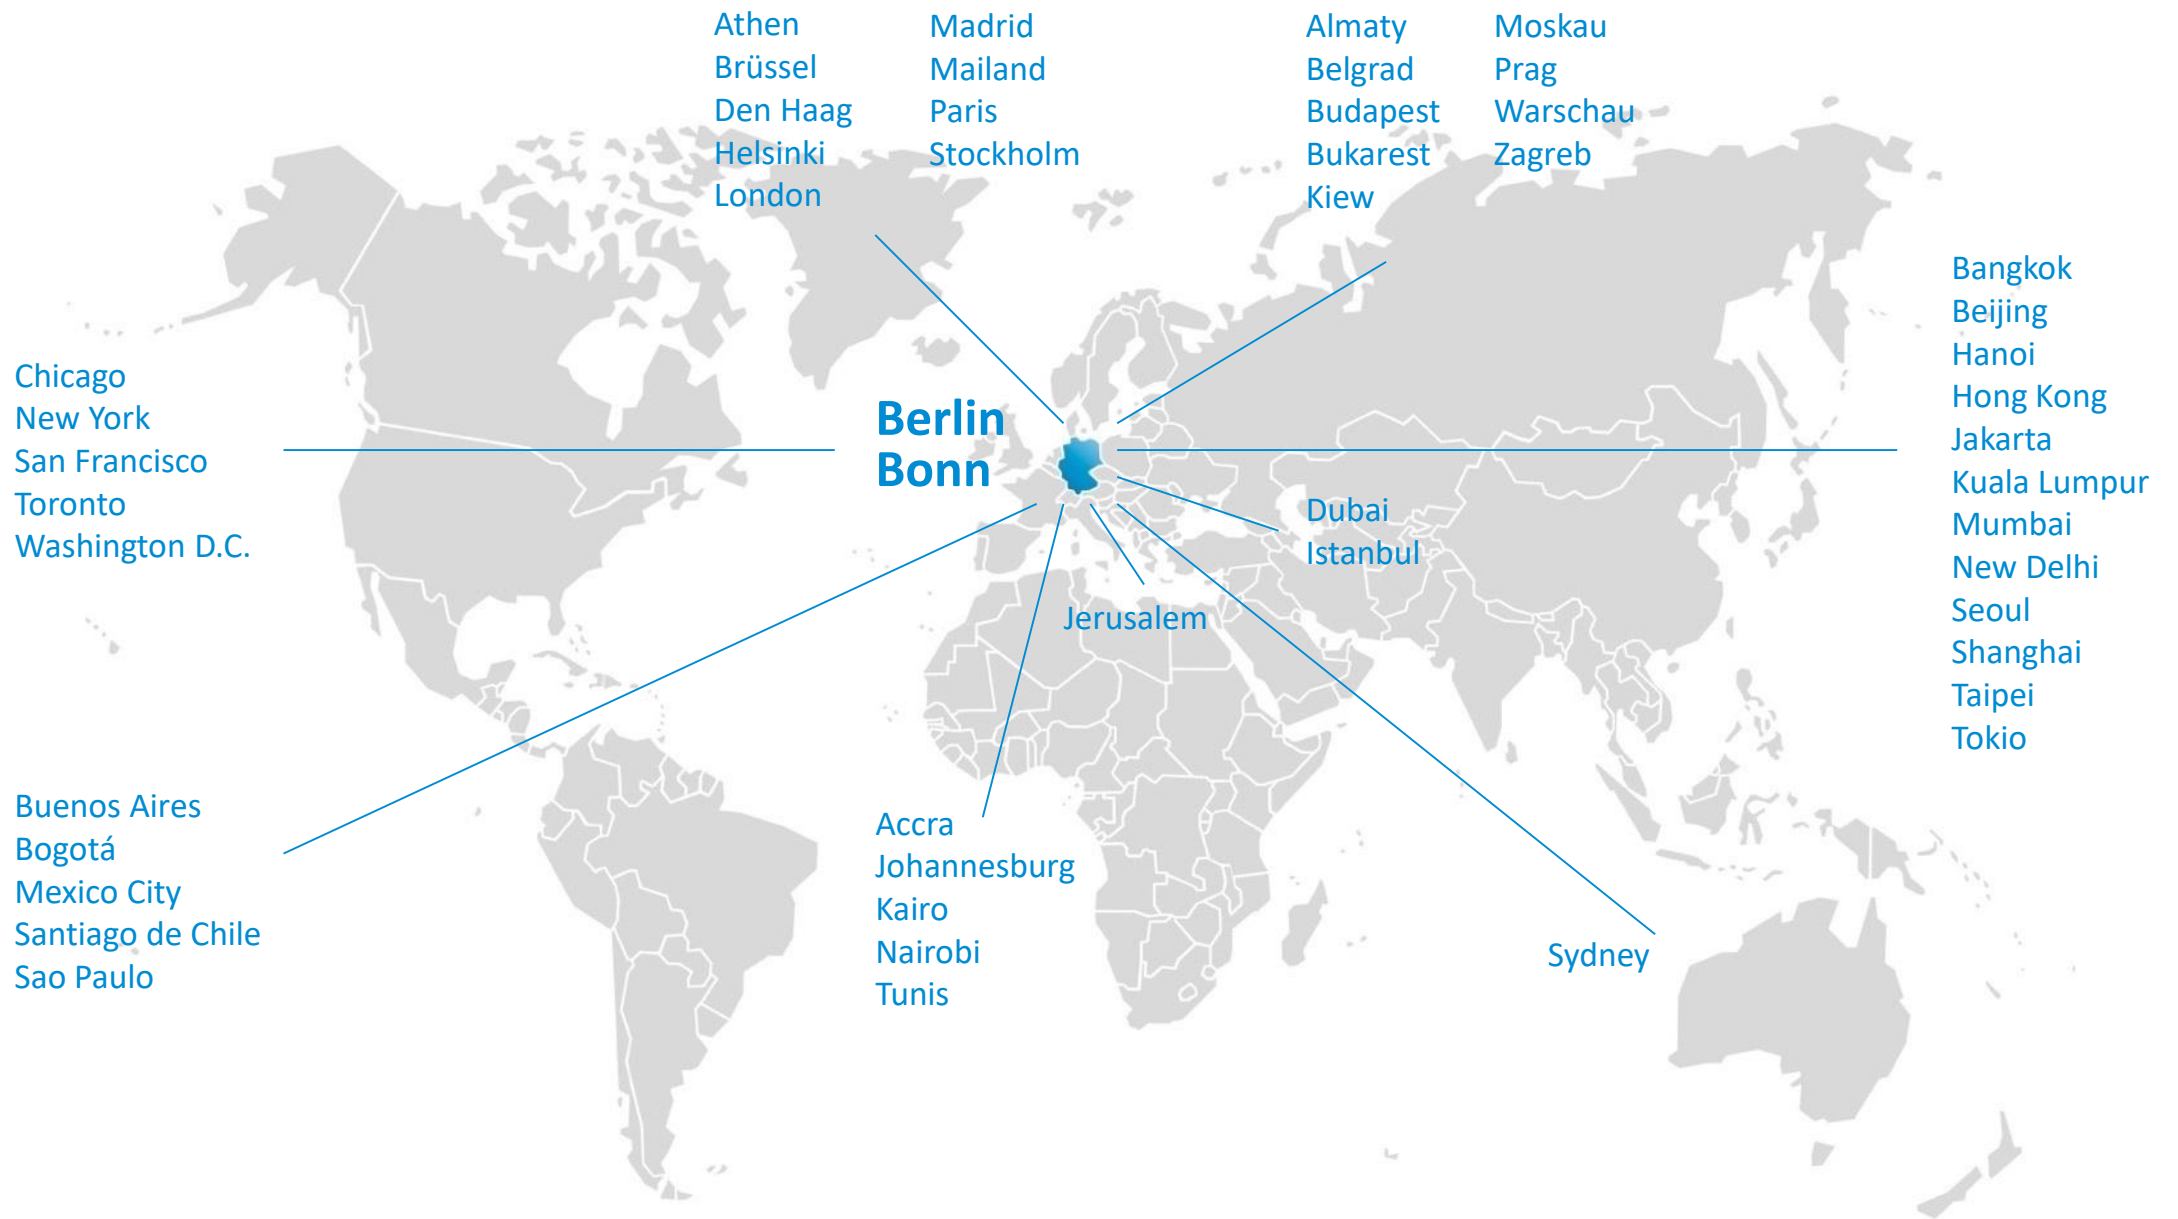 Athen
Brüssel
Den Haag
Helsinki
London
Madrid
Mailand
Paris
Stockholm
Almaty
Belgrad
Budapest
Bukarest
Kiew
Moskau
Prag
Warschau
Zagreb
Bangkok
Beijing
Hanoi
Hong Kong
Jakarta
Kuala Lumpur
Mumbai
New Delhi
Seoul
Shanghai
Taipei
Tokio
Chicago
New York
San Francisco
Toronto
Washington D.C.
Berlin
Bonn
Dubai
Istanbul
Jerusalem
Buenos Aires
Bogotá
Mexico City
Santiago de Chile
Sao Paulo
Accra
Johannesburg
Kairo
Nairobi
Tunis
Sydney